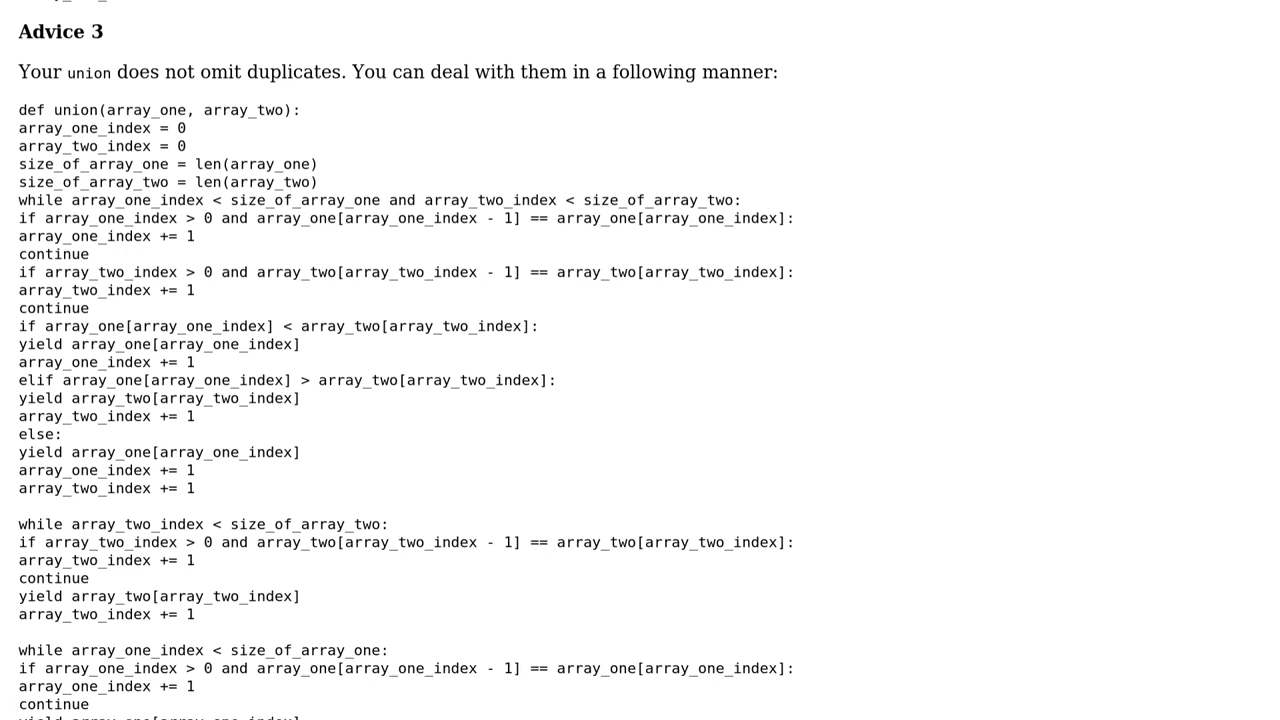 Advice 3
Your union does not omit duplicates. You can deal with them in a following manner:
def union(array_one, array_two):
array_one_index = 0
array_two_index = 0
size_of_array_one = len(array_one)
size_of_array_two = len(array_two)
while array_one_index < size_of_array_one and array_two_index < size_of_array_two:
if array_one_index > 0 and array_one[array_one_index - 1] == array_one[array_one_index]:
array_one_index += 1
continue
if array_two_index > 0 and array_two[array_two_index - 1] == array_two[array_two_index]:
array_two_index += 1
continue
if array_one[array_one_index] < array_two[array_two_index]:
yield array_one[array_one_index]
array_one_index += 1
elif array_one[array_one_index] > array_two[array_two_index]:
yield array_two[array_two_index]
array_two_index += 1
else:
yield array_one[array_one_index]
array_one_index += 1
array_two_index += 1
while array_two_index < size_of_array_two:
if array_two_index > 0 and array_two[array_two_index - 1] == array_two[array_two_index]:
array_two_index += 1
continue
yield array_two[array_two_index]
array_two_index += 1
while array_one_index < size_of_array_one:
if array_one_index > 0 and array_one[array_one_index - 1] == array_one[array_one_index]:
array_one_index += 1
continue